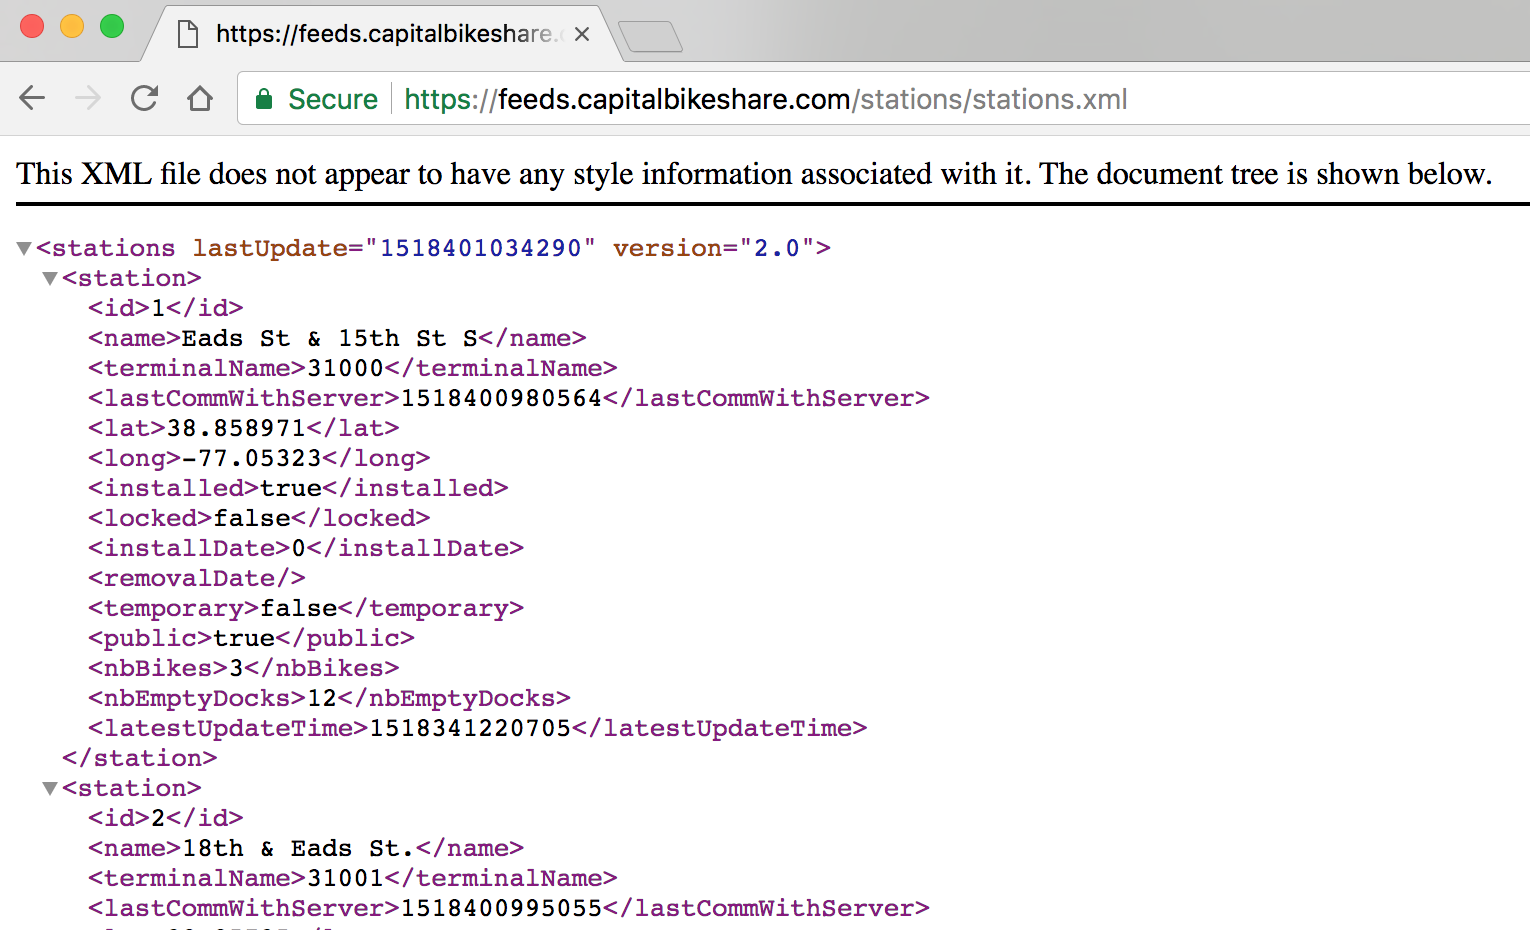 https://feeds.capitalbikeshare.
Secure https://feeds.capitalbikeshare.com/stations/stations.xml
This XML file does not appear to have any style information associated with it. The document tree is shown below.
<stations lastUpdate="1518401034290" version="2.0">
<station>
<id>1</id>
<name>Eads St & 15th St S</name>
<terminalName>31000</terminalName>
<lastCommWithServer>1518400980564</lastCommWithServer>
<lat>38.858971</lat>
<long>-77.05323</long>
<installed>true</installed>
<locked>false</locked>
<installDate>0</installDate>
<removalDate/>
<temporary>false</temporary>
<public>true</public>
<nbBikes>3</nbBikes>
<nbEmptyDocks>12</nbEmptyDocks>
<latestUpdateTime>1518341220705</latestUpdateTime>
</station>
<station>
<id>2</id>
<name>18th & Eads St.</name>
<terminalName>31001</terminalName>
<lastCommWithServer>1518400995055</lastCommWithServer>